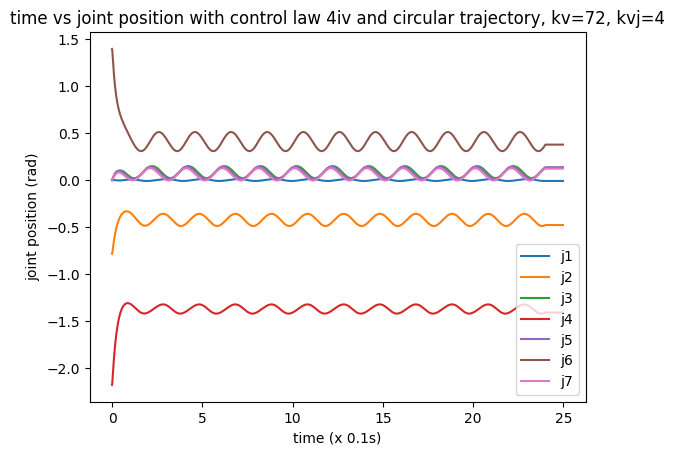 time vs joint position with control law 4iv and circular trajectory, kv=72, kvj=4
1.5
1.0
0.5
0.0
−0.5
−1.0
−1.5
−2.0
joint position (rad)
j1
j2
j3
j4
j5
j6
j7
0
5
10
15
20
25
time (x 0.1s)